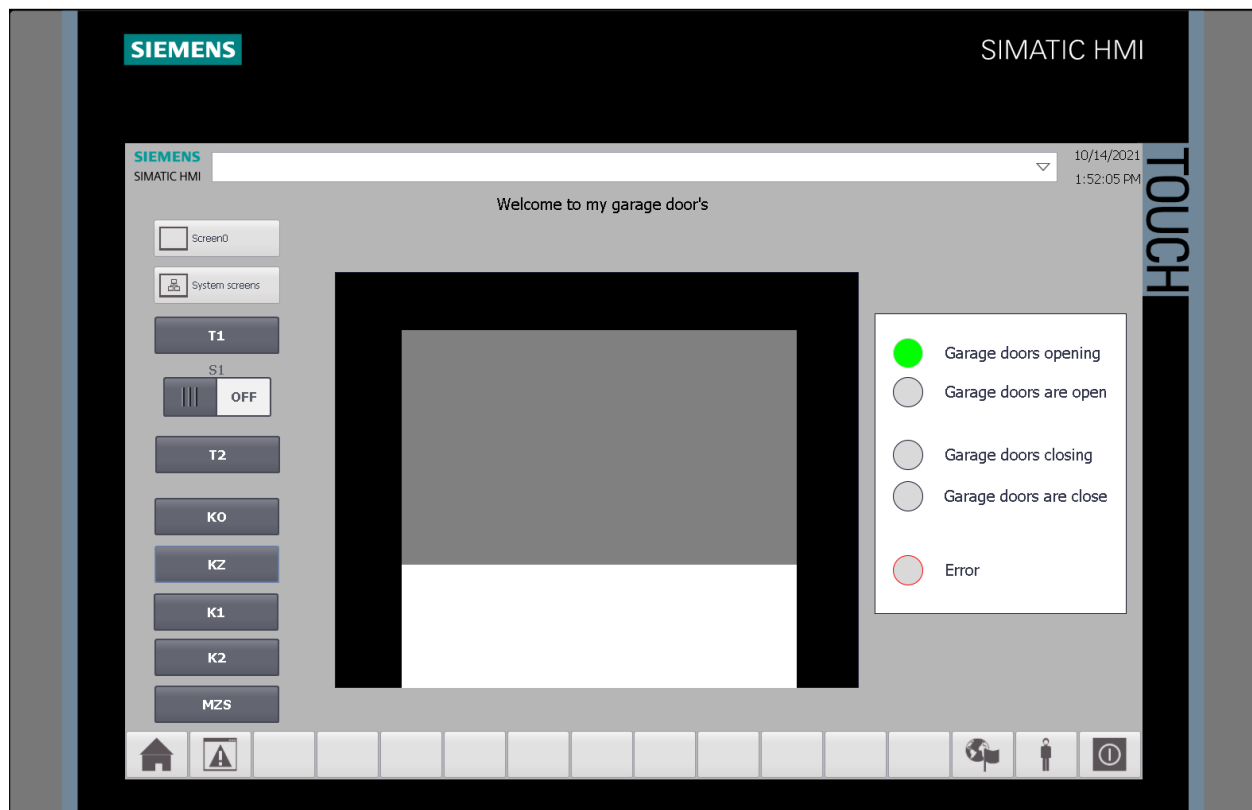 SIEMENS
SIMATIC HMI
TOUCH
SIEMENS
SIMATIC HMI
10/14/2021
1:52:05 PM
Welcome to my garage door's
Screen0
System screens
T1
S1
OFF
T2
KO
KZ
K1
K2
MZS
Garage doors opening
Garage doors are open
Garage doors closing
Garage doors are close
Error